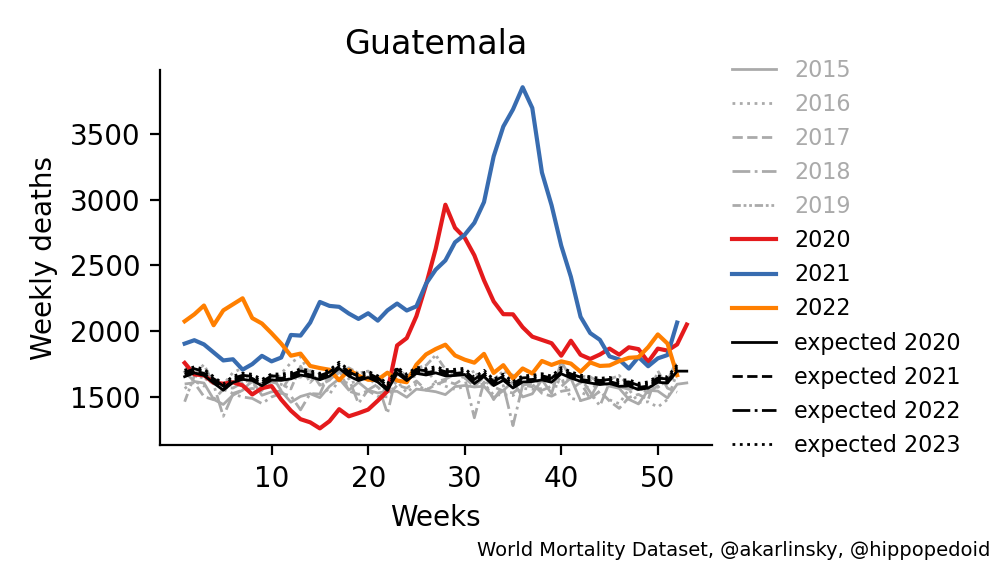 Guatemala
Weekly deaths
3500
3000
2500
2000
1500
10 20 30 40 50
Weeks
2015
2016
2017
2018
2019
2020
2021
2022
expected 2020
expected 2021
expected 2022
expected 2023
World Mortality Dataset, @akarlinsky, @hippopedoid